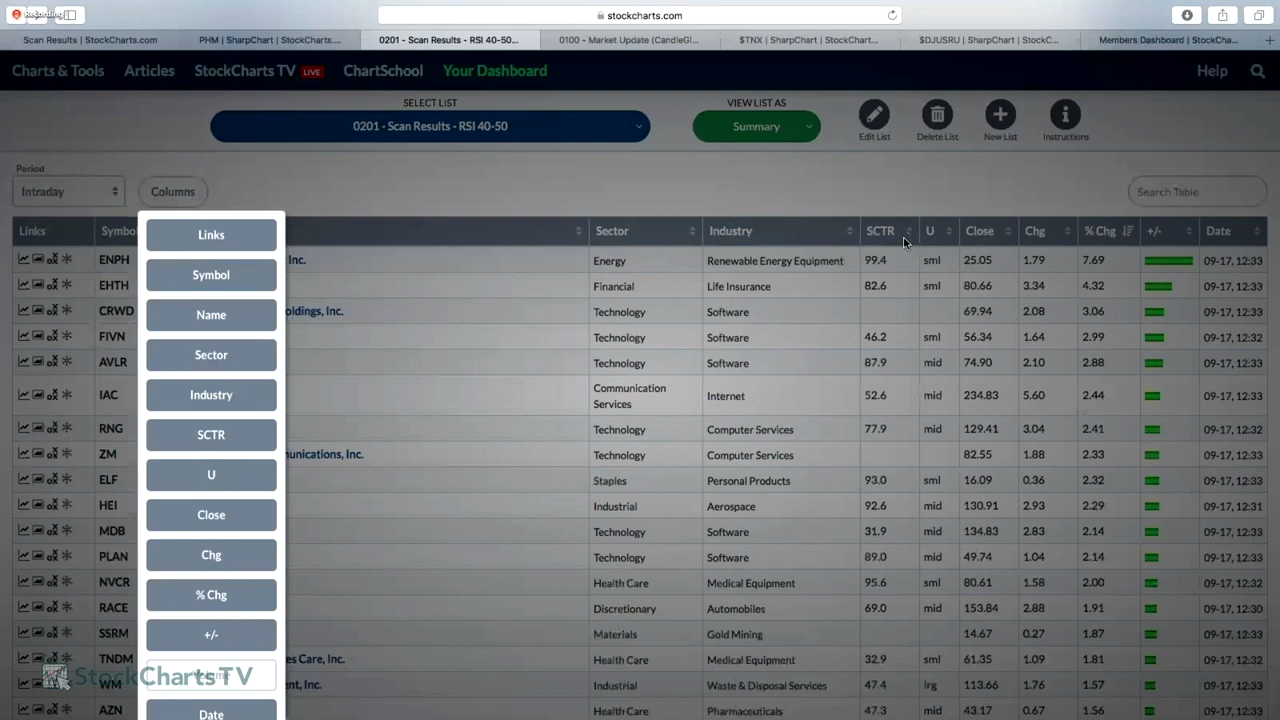 Recording
stockcharts.com
Scan Results | StockCharts.com
PHM | SharpChart | StockCharts....
0201 - Scan Results - RSI 40-50...
0100 - Market Update (CandleGl...
$TNX | SharpChart | StockChart...
$DJUSRU | SharpChart | StockC...
Members Dashboard | StockCha...
Charts & Tools Articles StockCharts TV LIVE ChartSchool Your Dashboard Help
SELECT LIST VIEW LIST AS
0201 - Scan Results - RSI 40-50 Summary
Edit List Delete List New List Instructions
Period
Intraday Columns Search Table
Links Symbo Sector Industry SCTR U Close Chg % Chg +/- Date
ENPH Inc. Energy Renewable Energy Equipment 99.4 sml 25.05 1.79 7.69 09-17, 12:33
EHTH Financial Life Insurance 82.6 sml 80.66 3.34 4.32 09-17, 12:33
CRWD oldings, Inc. Technology Software 69.94 2.08 3.06 09-17, 12:33
FIVN Technology Software 46.2 sml 56.34 1.64 2.99 09-17, 12:32
AVLR Technology Software 87.9 mid 74.90 2.10 2.88 09-17, 12:33
IAC Communication Services Internet 52.6 mid 234.83 5.60 2.44 09-17, 12:33
RNG Technology Computer Services 77.9 mid 129.41 3.04 2.41 09-17, 12:32
ZM unications, Inc. Technology Computer Services 82.55 1.88 2.33 09-17, 12:33
ELF Staples Personal Products 93.0 sml 16.09 0.36 2.32 09-17, 12:33
HEI Industrial Aerospace 92.6 mid 130.91 2.93 2.29 09-17, 12:31
MDB Technology Software 31.9 mid 134.83 2.83 2.14 09-17, 12:33
PLAN Technology Software 89.0 mid 49.74 1.04 2.14 09-17, 12:33
NVCR Health Care Medical Equipment 95.6 sml 80.61 1.58 2.00 09-17, 12:32
RACE Discretionary Automobiles 69.0 mid 153.84 2.88 1.91 09-17, 12:30
SSRM Materials Gold Mining 14.67 0.27 1.87 09-17, 12:33
TNDM es Care, Inc. Health Care Medical Equipment 32.9 sml 61.35 1.09 1.81 09-17, 12:32
WM ent, Inc. Industrial Waste & Disposal Services 47.4 lrg 113.66 1.76 1.57 09-17, 12:33
AZN Health Care Pharmaceuticals 47.3 mid 43.17 0.67 1.56 09-17, 12:33
Links
Symbol
Name
Sector
Industry
SCTR
U
Close
Chg
% Chg
+/-
Date
StockCharts TV